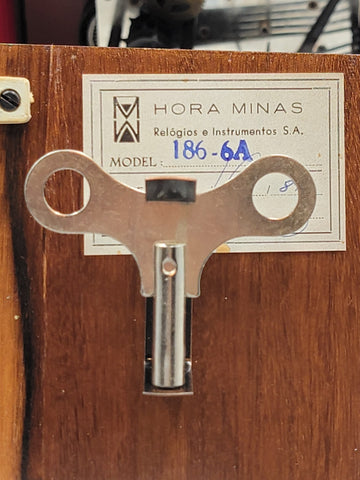 HORA MINAS
Relógios e Instrumentos S.A.
MODEL: 186-6A